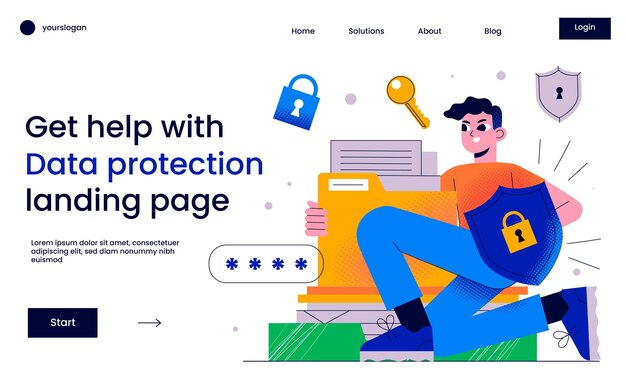 yourslogan
Home Solutions About Blog Login
Get help with
Data protection
landing page
Lorem ipsum dolor sit amet, consectetuer
adipiscing elit, sed diam nonummy nibh
euismod
* * * *
Start